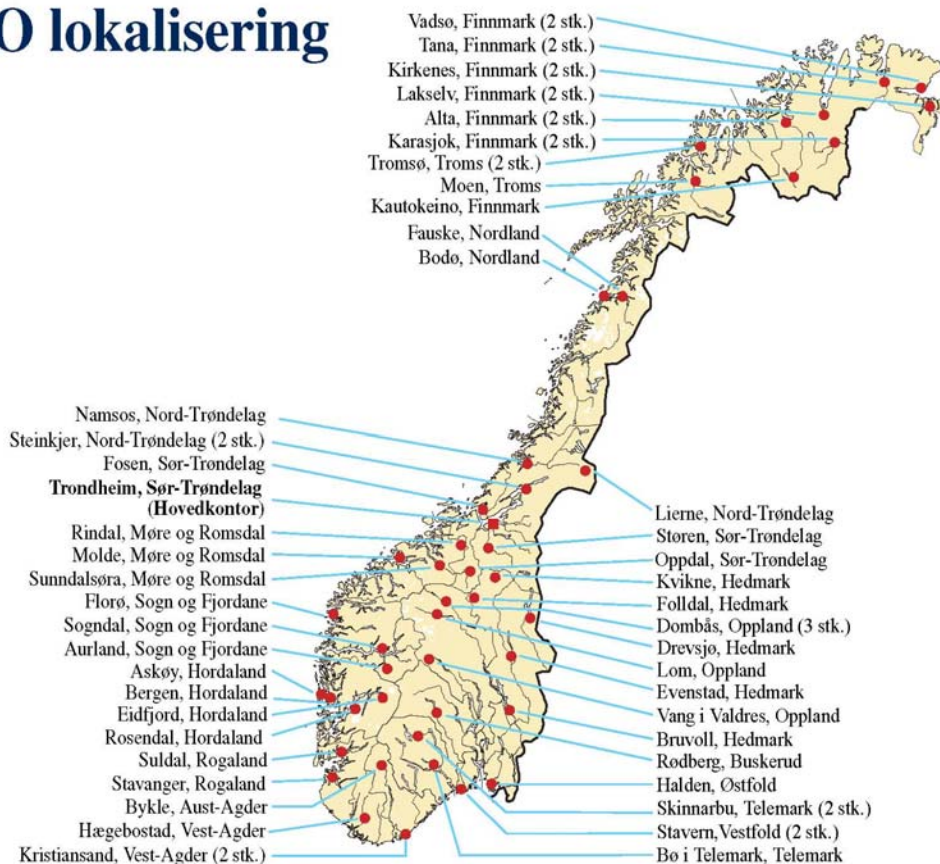 O lokalisering
Vadsø, Finnmark (2 stk.)
Tana, Finnmark (2 stk.)
Kirkenes, Finnmark (2 stk.)
Lakselv, Finnmark (2 stk.)
Alta, Finnmark (2 stk.)
Karasjok, Finnmark (2 stk.)
Tromsø, Troms (2 stk.)
Moen, Troms
Kautokeino, Finnmark
Fauske, Nordland
Bodø, Nordland
Namsos, Nord-Trøndelag
Steinkjer, Nord-Trøndelag (2 stk.)
Fosen, Sør-Trøndelag
Trondheim, Sør-Trøndelag
(Hovedkontor)
Rindal, Møre og Romsdal
Molde, Møre og Romsdal
Sunndalsøra, Møre og Romsdal
Florø, Sogn og Fjordane
Sogndal, Sogn og Fjordane
Aurland, Sogn og Fjordane
Askøy, Hordaland
Bergen, Hordaland
Eidfjord, Hordaland
Rosendal, Hordaland
Suldal, Rogaland
Stavanger, Rogaland
Bykle, Aust-Agder
Hægebostad, Vest-Agder
Kristiansand, Vest-Agder (2 stk.)
Lierne, Nord-Trøndelag
Støren, Sør-Trøndelag
Oppdal, Sør-Trøndelag
Kvikne, Hedmark
Folldal, Hedmark
Dombås, Oppland (3 stk.)
Drevsjø, Hedmark
Lom, Oppland
Evenstad, Hedmark
Vang i Valdres, Oppland
Bruvoll, Hedmark
Rødberg, Buskerud
Halden, Østfold
Skinnarbu, Telemark (2 stk.)
Stavern,Vestfold (2 stk.)
Bø i Telemark, Telemark